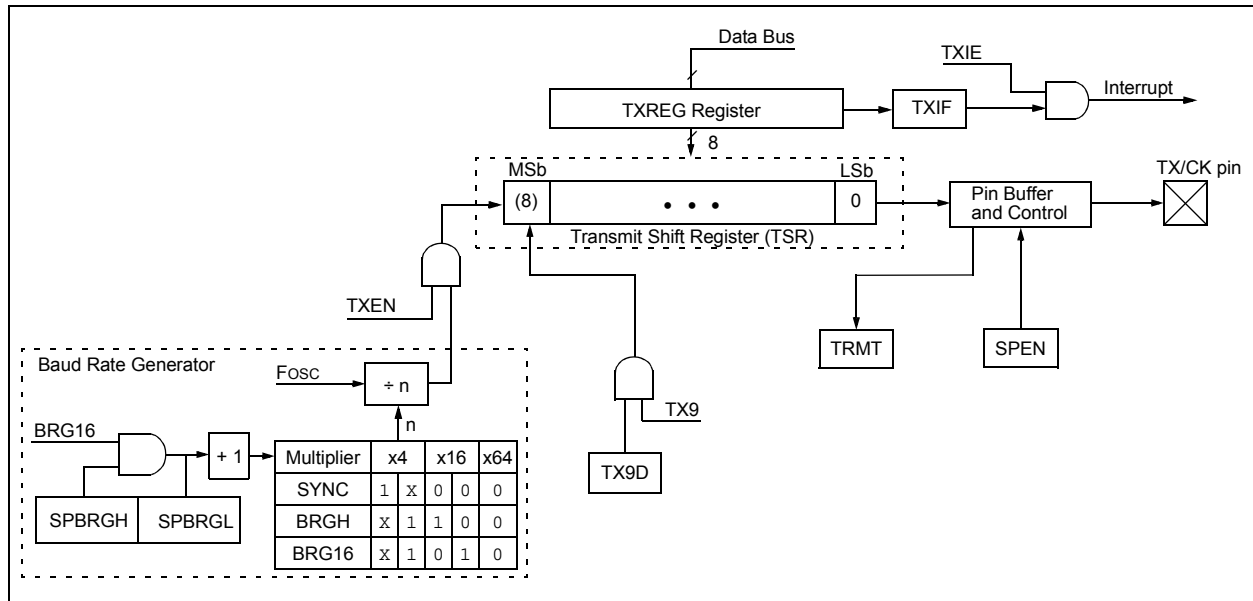 Data Bus
TXIE
Interrupt
TXREG Register
TXIF
8
MSb
LSb
TX/CK pin
(8)
• • •
0
Pin Buffer
and Control
Transmit Shift Register (TSR)
TXEN
TRMT
SPEN
Baud Rate Generator
FOSC
÷ n
n
TX9
BRG16
+ 1
Multiplier x4 x16 x64
SYNC 1 X 0 0 0
BRGH X 1 1 0 0
BRG16 X 1 0 1 0
TX9D
SPBRGH
SPBRGL